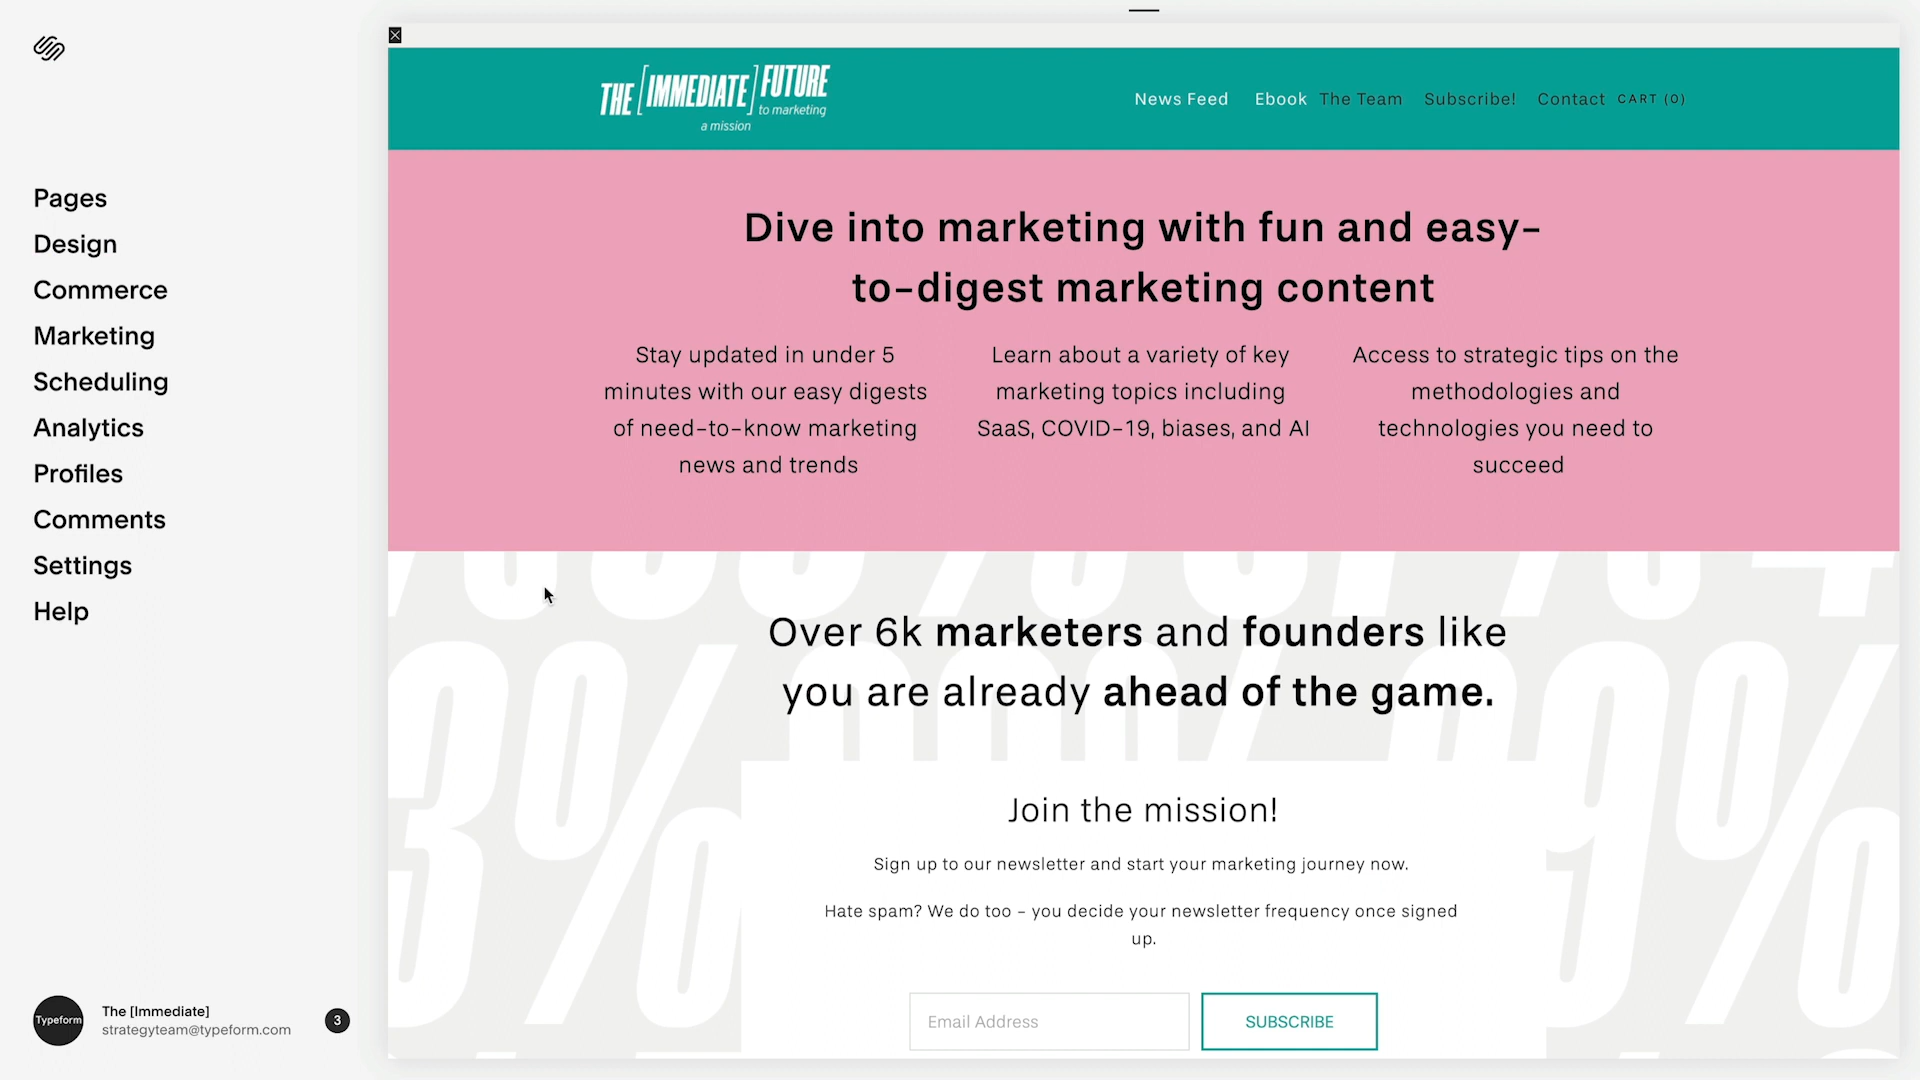 Pages
Design
Commerce
Marketing
Scheduling
Analytics
Profiles
Comments
Settings
Help
Typeform
The [Immediate]
strategyteam@typeform.com
3
THE [IMMEDIATE] FUTURE
to marketing
a mission
News Feed Ebook The Team Subscribe! Contact CART (0)
Dive into marketing with fun and easy-
to-digest marketing content
Stay updated in under 5
minutes with our easy digests
of need-to-know marketing
news and trends
Learn about a variety of key
marketing topics including
SaaS, COVID-19, biases, and AI
Access to strategic tips on the
methodologies and
technologies you need to
succeed
Over 6k marketers and founders like
you are already ahead of the game.
3% 9%
Join the mission!
Sign up to our newsletter and start your marketing journey now.
Hate spam? We do too - you decide your newsletter frequency once signed
up.
Email Address
SUBSCRIBE